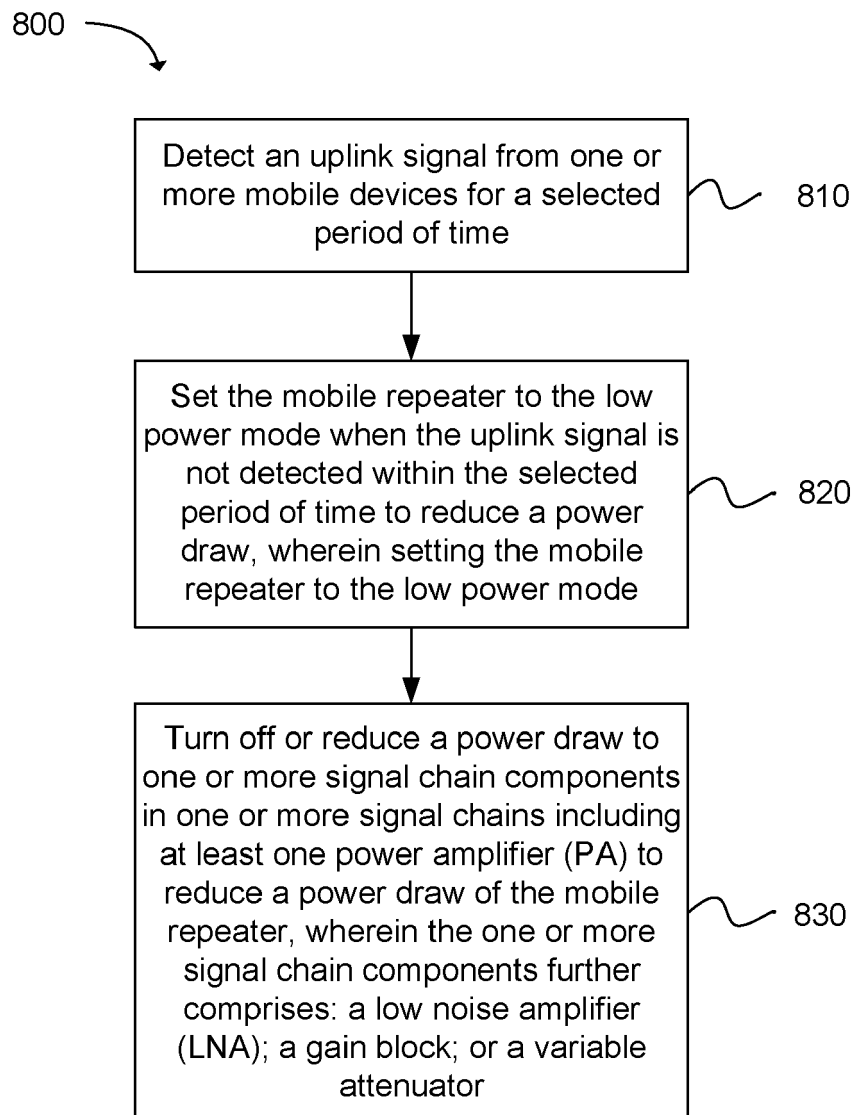 800
Detect an uplink signal from one or
more mobile devices for a selected
period of time
810
Set the mobile repeater to the low
power mode when the uplink signal is
not detected within the selected
period of time to reduce a power
draw, wherein setting the mobile
repeater to the low power mode
820
Turn off or reduce a power draw to
one or more signal chain components
in one or more signal chains including
at least one power amplifier (PA) to
reduce a power draw of the mobile
repeater, wherein the one or more
signal chain components further
comprises: a low noise amplifier
(LNA); a gain block; or a variable
attenuator
830